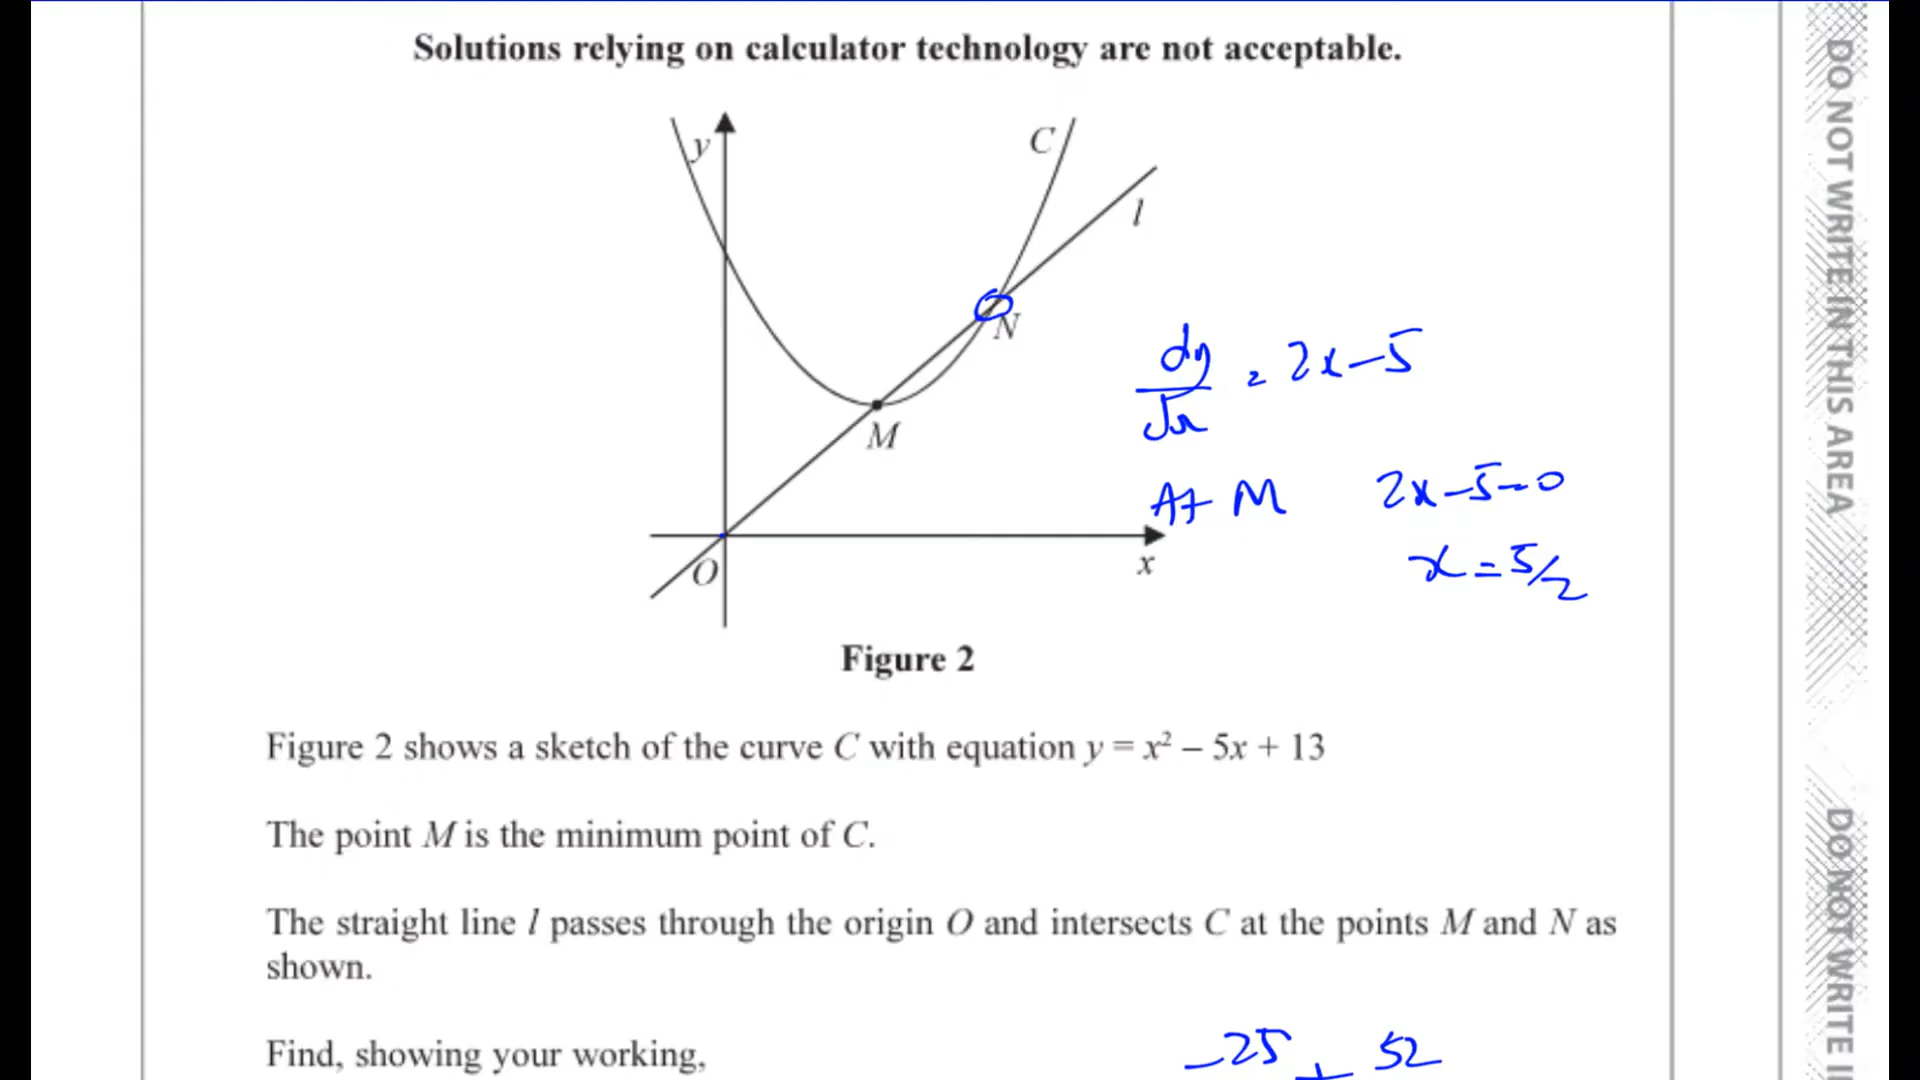 Solutions relying on calculator technology are not acceptable.
y
C
l
N
M
O
x
dy/dx = 2x-5
At M 2x-5=0
x = 5/2
Figure 2
Figure 2 shows a sketch of the curve C with equation y = x² – 5x + 13
The point M is the minimum point of C.
The straight line l passes through the origin O and intersects C at the points M and N as
shown.
Find, showing your working,
-25 + 52
DO NOT WRITE IN THIS AREA
DO NOT WRITE I